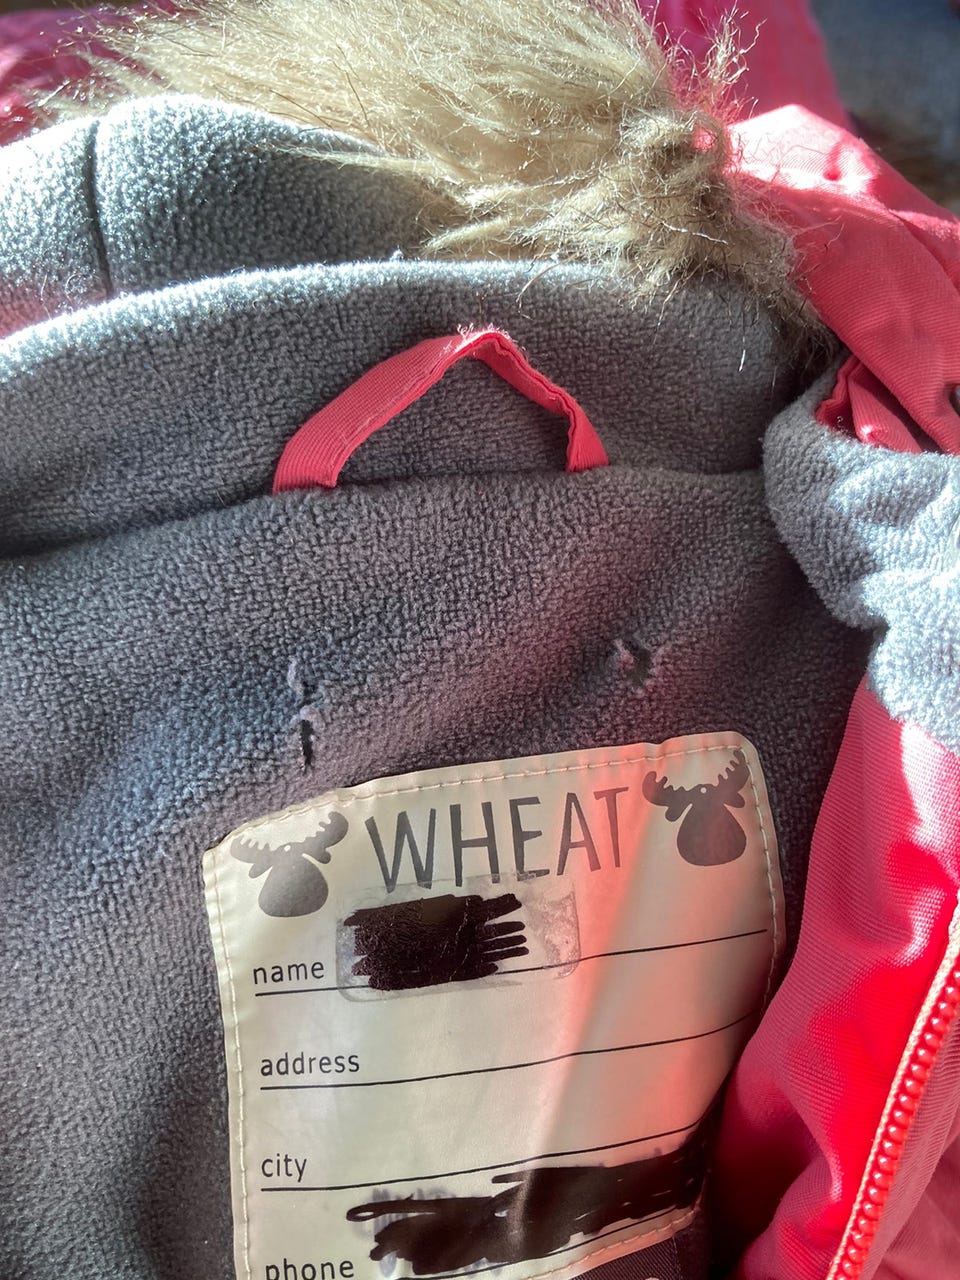 WHEAT
name
address
city
phone